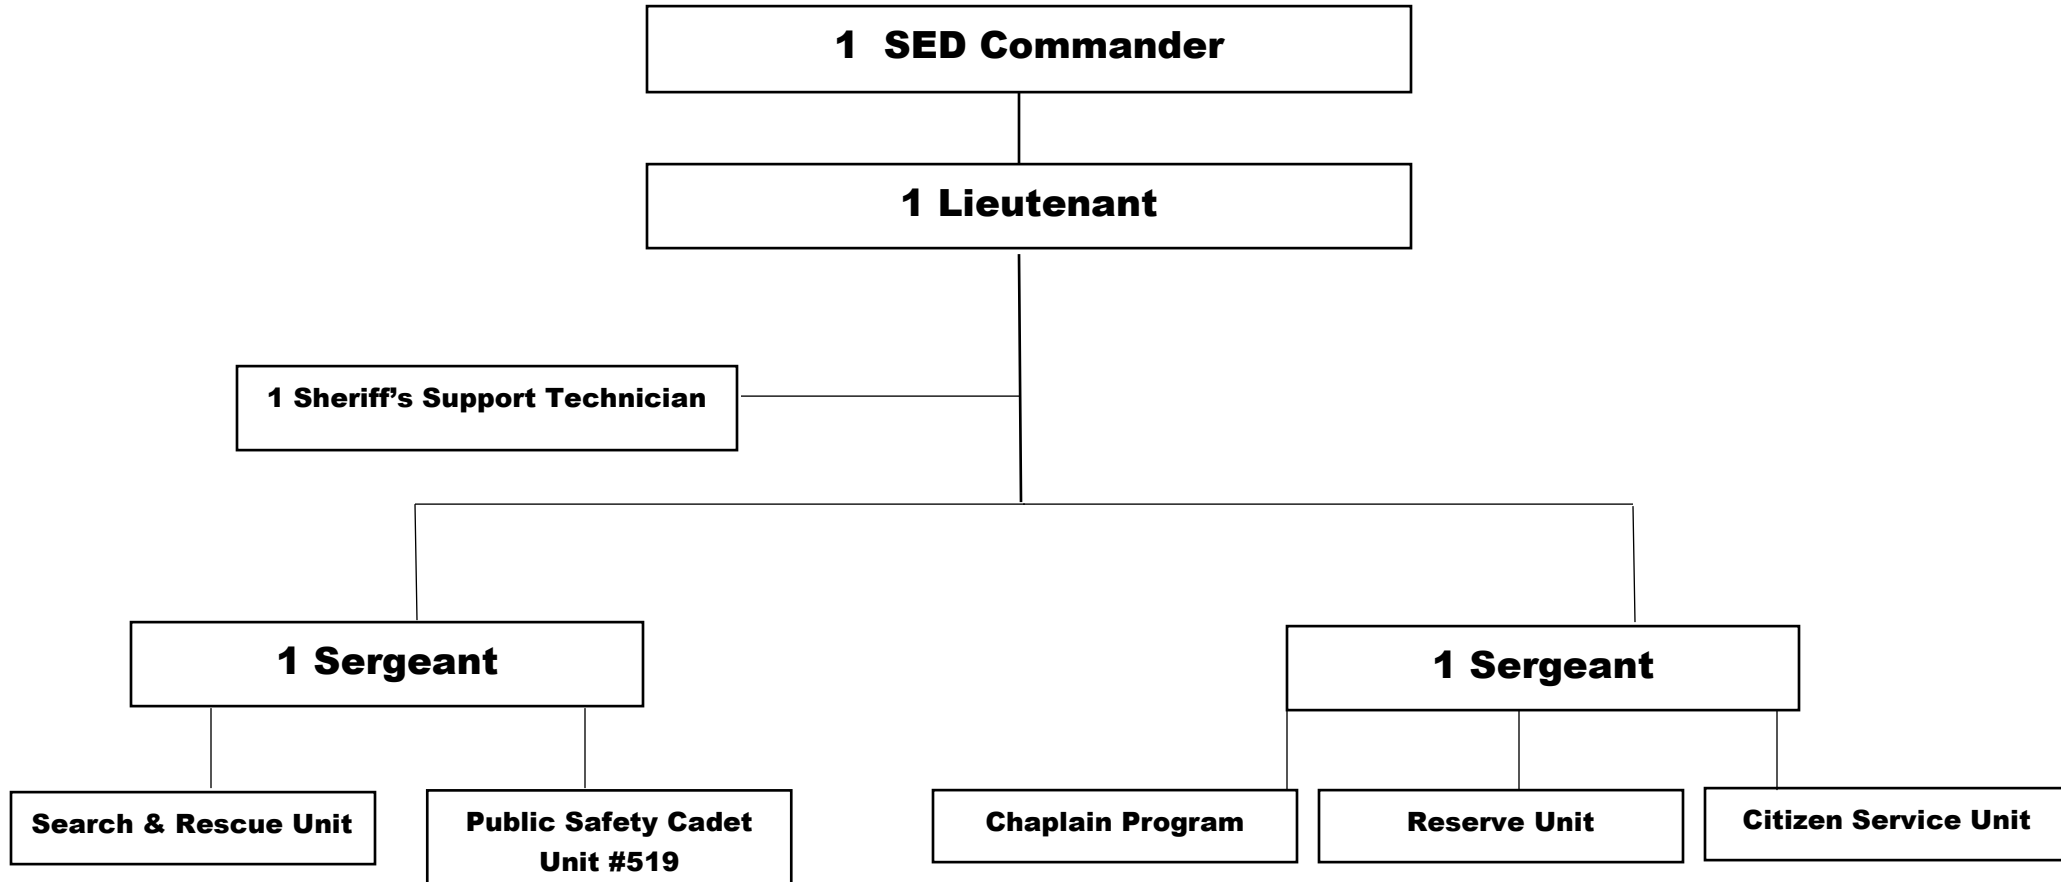 1 SED Commander
1 Lieutenant
1 Sheriff’s Support Technician
1 Sergeant
1 Sergeant
Search & Rescue Unit
Public Safety Cadet
Unit #519
Chaplain Program
Reserve Unit
Citizen Service Unit